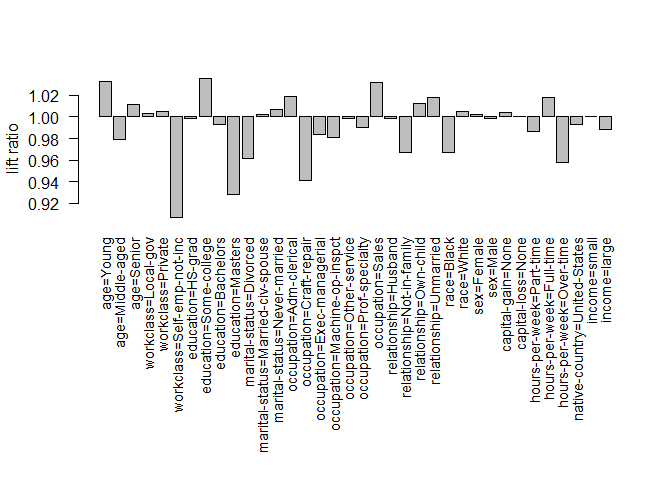 lift ratio
1.02
1.00
0.98
0.96
0.94
0.92
age=Young
age=Middle-aged
age=Senior
workclass=Local-gov
workclass=Private
workclass=Self-emp-not-inc
education=HS-grad
education=Some-college
education=Bachelors
education=Masters
marital-status=Divorced
marital-status=Married-civ-spouse
marital-status=Never-married
occupation=Adm-clerical
occupation=Craft-repair
occupation=Exec-managerial
occupation=Machine-op-inspct
occupation=Other-service
occupation=Prof-specialty
occupation=Sales
relationship=Husband
relationship=Not-in-family
relationship=Own-child
relationship=Unmarried
race=Black
race=White
sex=Female
sex=Male
capital-gain=None
capital-loss=None
hours-per-week=Part-time
hours-per-week=Full-time
hours-per-week=Over-time
native-country=United-States
income=small
income=large